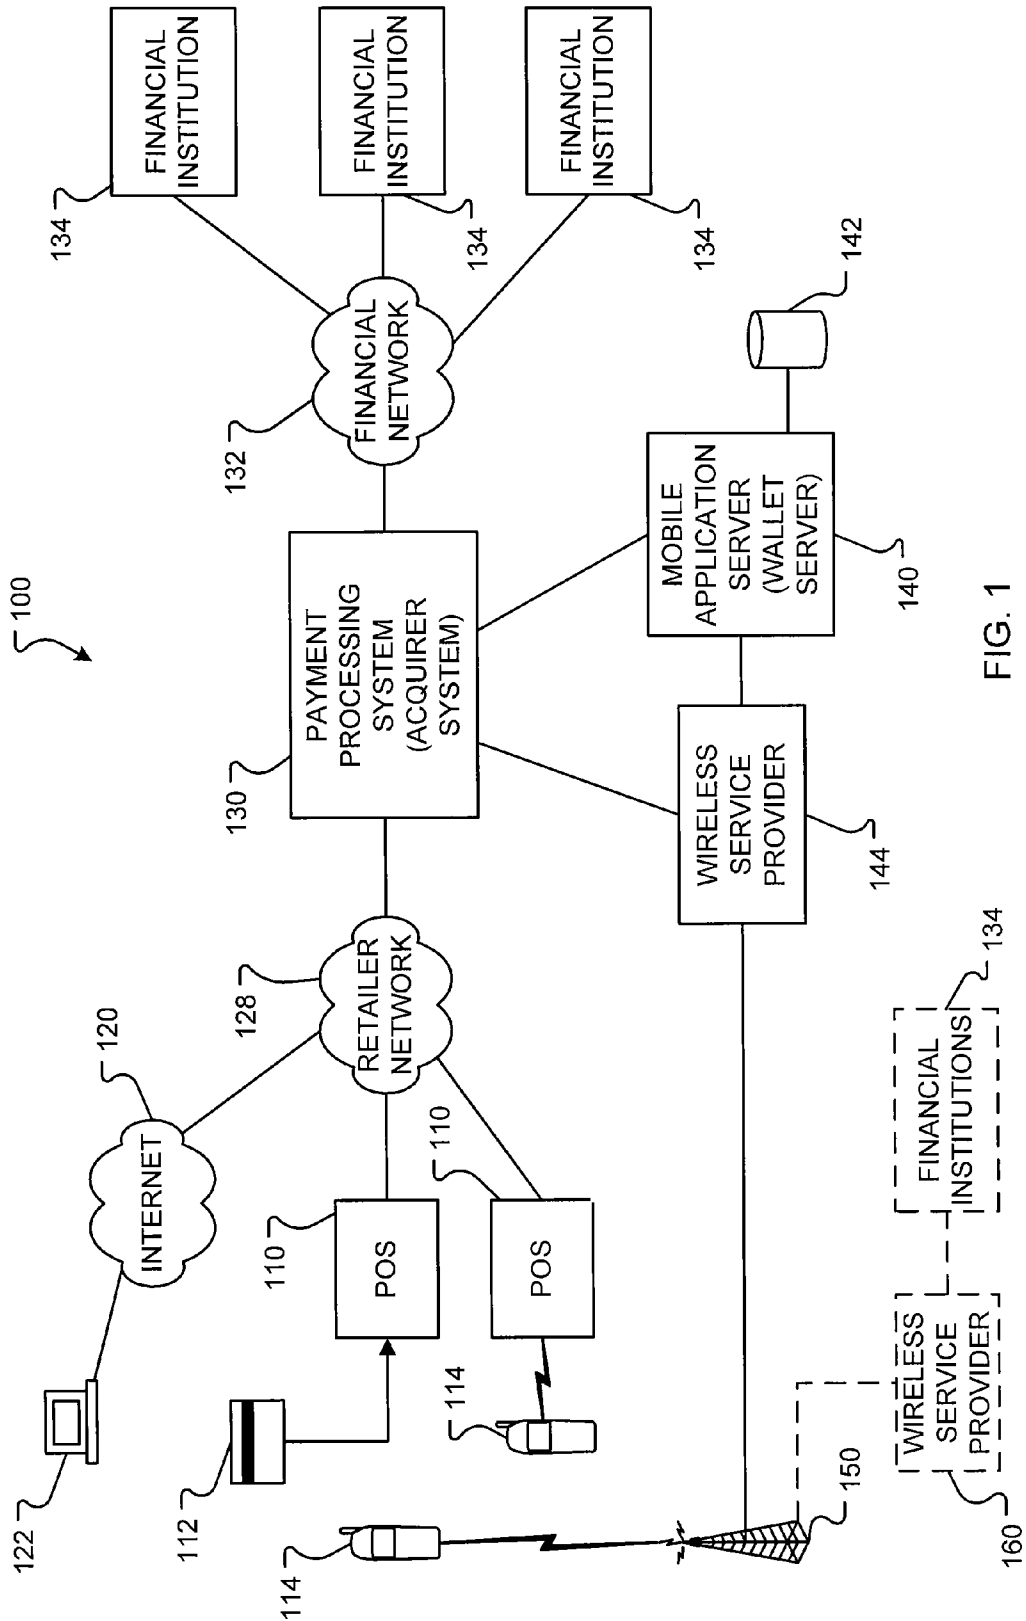 100
122
120
INTERNET
112
114
114
110
POS
110
POS
128
RETAILER
NETWORK
130
PAYMENT
PROCESSING
SYSTEM
(ACQUIRER
SYSTEM)
132
FINANCIAL
NETWORK
134
FINANCIAL
INSTITUTION
134
FINANCIAL
INSTITUTION
134
FINANCIAL
INSTITUTION
142
MOBILE
APPLICATION
SERVER
(WALLET
SERVER)
140
WIRELESS
SERVICE
PROVIDER
144
150
WIRELESS
SERVICE
PROVIDER
160
FINANCIAL
INSTITUTIONS
134
FIG. 1